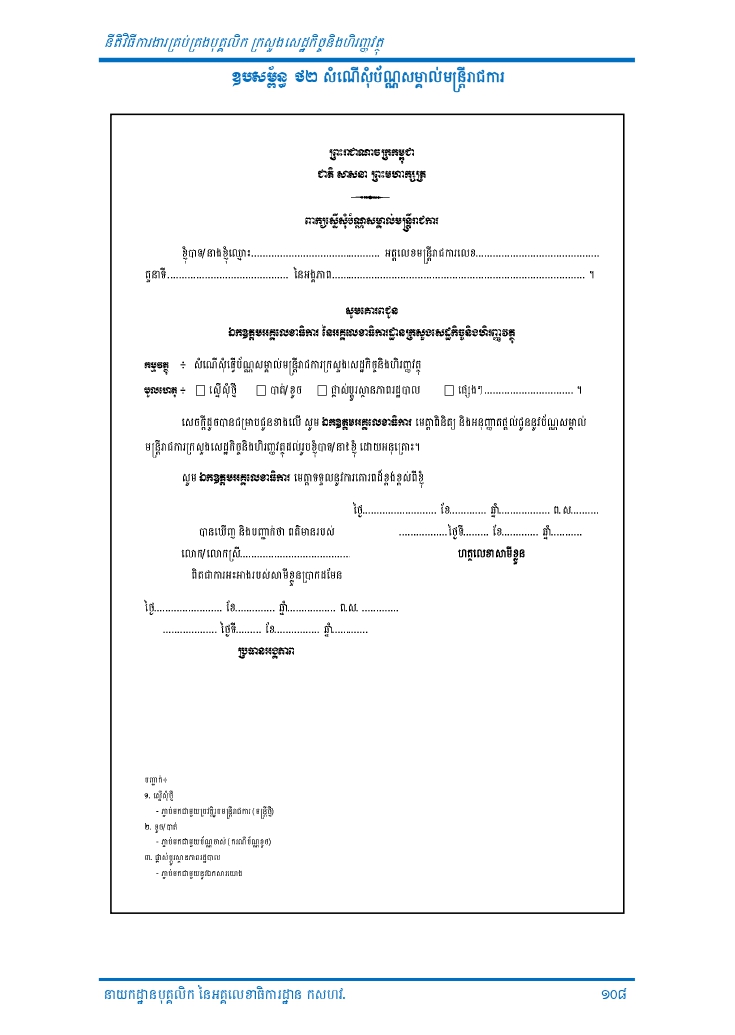 នីតិវិធីការងារគ្រប់គ្រងបុគ្គលិក ក្រសួងសេដ្ឋកិច្ចនិងហិរញ្ញវត្ថុ
ឧបសម្ព័ន្ធ ថ២ សំណើសុំប័ណ្ណសម្គាល់មន្ត្រីរាជការ
ព្រះរាជាណាចក្រកម្ពុជា
ជាតិ សាសនា ព្រះមហាក្សត្រ
ពាក្យស្នើសុំប័ណ្ណសម្គាល់មន្ត្រីរាជការ
ខ្ញុំបាទ/នាងខ្ញុំឈ្មោះ............................................ អត្តលេខមន្ត្រីរាជការលេខ..........................................
តួនាទី......................................... នៃអង្គភាព...................................................................................... ។
សូមគោរពជូន
ឯកឧត្តមអគ្គលេខាធិការ នៃអគ្គលេខាធិការដ្ឋានក្រសួងសេដ្ឋកិច្ចនិងហិរញ្ញវត្ថុ
កម្មវត្ថុ ៖ សំណើសុំធ្វើប័ណ្ណសម្គាល់មន្ត្រីរាជការក្រសួងសេដ្ឋកិច្ចនិងហិរញ្ញវត្ថុ
មូលហេតុ ៖ □ ស្នើសុំថ្មី □ បាត់/ខូច □ ផ្លាស់ប្តូរស្ថានភាពរដ្ឋបាល □ ផ្សេងៗ.............................. ។
សេចក្តីដូចបានជម្រាបជូនខាងលើ សូម ឯកឧត្តមអគ្គលេខាធិការ មេត្តាពិនិត្យ និងអនុញ្ញាតផ្តល់ជូននូវប័ណ្ណសម្គាល់
មន្ត្រីរាជការក្រសួងសេដ្ឋកិច្ចនិងហិរញ្ញវត្ថុដល់រូបខ្ញុំបាទ/នាងខ្ញុំ ដោយអនុគ្រោះ។
សូម ឯកឧត្តមអគ្គលេខាធិការ មេត្តាទទួលនូវការគោរពដ៏ខ្ពង់ខ្ពស់ពីខ្ញុំ
ថ្ងៃ......................... ខែ............. ឆ្នាំ.................. ព.ស.........
បានឃើញ និងបញ្ជាក់ថា ពត៌មានរបស់
.................ថ្ងៃទី......... ខែ............. ឆ្នាំ...........
លោក/លោកស្រី.....................................
ហត្ថលេខាសាមីខ្លួន
ពិតជាការអះអាងរបស់សាមីខ្លួនប្រាកដមែន
ថ្ងៃ....................... ខែ.............. ឆ្នាំ................. ព.ស. .............
................... ថ្ងៃទី......... ខែ................ ឆ្នាំ.............
ប្រធានអង្គភាព
បញ្ជាក់៖
១. ស្នើសុំថ្មី
- ភ្ជាប់មកជាមួយប្រវត្តិរូបមន្ត្រីរាជការ (មន្ត្រីថ្មី)
២. ខូច/បាត់
- ភ្ជាប់មកជាមួយប័ណ្ណចាស់ (ករណីប័ណ្ណខូច)
៣. ផ្លាស់ប្តូរស្ថានភាពរដ្ឋបាល
- ភ្ជាប់មកជាមួយនូវឯកសារយោង
នាយកដ្ឋានបុគ្គលិក នៃអគ្គលេខាធិការដ្ឋាន កសហវ. ១០៨